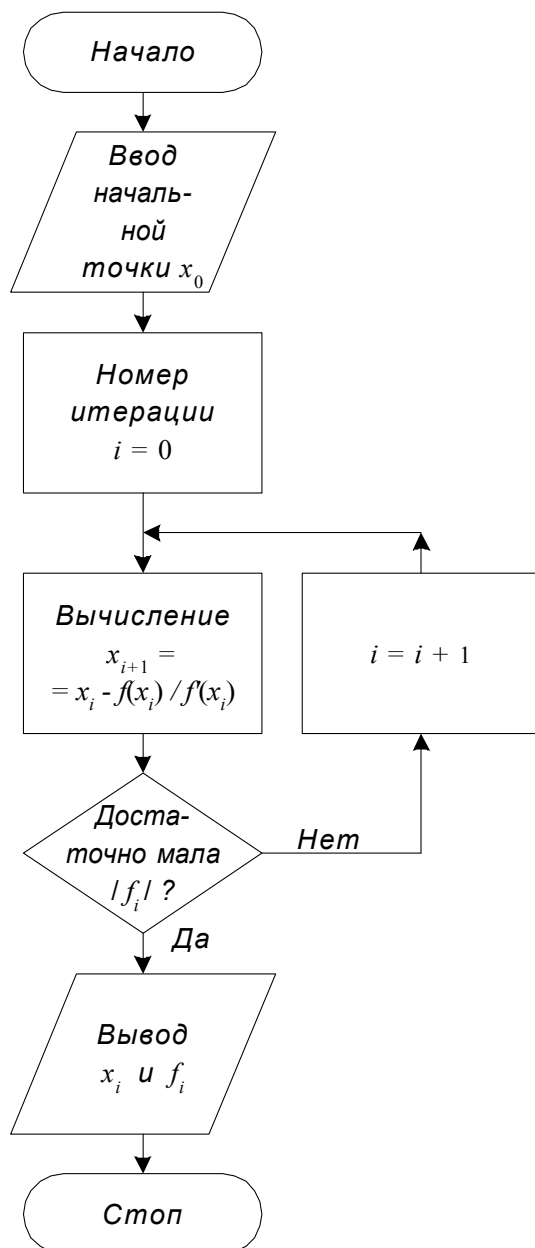 Начало
Ввод
началь-
ной
точки x₀
Номер
итерации
i = 0
Вычисление
xᵢ₊₁ =
= xᵢ - f(xᵢ) / f'(xᵢ)
i = i + 1
Доста-
точно мала
|fᵢ| ?
Нет
Да
Вывод
xᵢ и fᵢ
Стоп